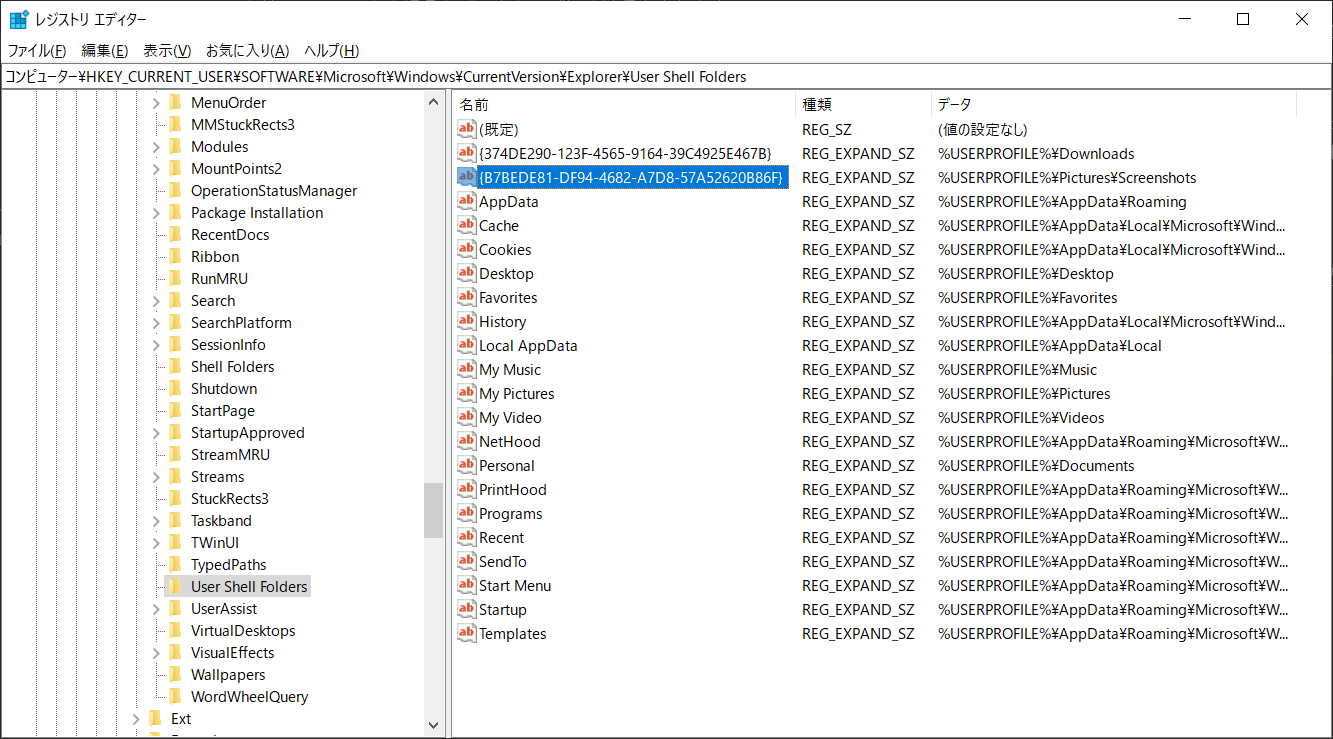 レジストリ エディター
ファイル(F) 編集(E) 表示(V) お気に入り(A) ヘルプ(H)
コンピューター¥HKEY_CURRENT_USER¥SOFTWARE¥Microsoft¥Windows¥CurrentVersion¥Explorer¥User Shell Folders
MenuOrder
MMStuckRects3
Modules
MountPoints2
OperationStatusManager
Package Installation
RecentDocs
Ribbon
RunMRU
Search
SearchPlatform
SessionInfo
Shell Folders
Shutdown
StartPage
StartupApproved
StreamMRU
Streams
StuckRects3
Taskband
TWinUI
TypedPaths
User Shell Folders
UserAssist
VirtualDesktops
VisualEffects
Wallpapers
WordWheelQuery
Ext
名前 種類 データ
(既定) REG_SZ (値の設定なし)
{374DE290-123F-4565-9164-39C4925E467B} REG_EXPAND_SZ %USERPROFILE%¥Downloads
{B7BEDE81-DF94-4682-A7D8-57A52620B86F} REG_EXPAND_SZ %USERPROFILE%¥Pictures¥Screenshots
AppData REG_EXPAND_SZ %USERPROFILE%¥AppData¥Roaming
Cache REG_EXPAND_SZ %USERPROFILE%¥AppData¥Local¥Microsoft¥Wind...
Cookies REG_EXPAND_SZ %USERPROFILE%¥AppData¥Local¥Microsoft¥Wind...
Desktop REG_EXPAND_SZ %USERPROFILE%¥Desktop
Favorites REG_EXPAND_SZ %USERPROFILE%¥Favorites
History REG_EXPAND_SZ %USERPROFILE%¥AppData¥Local¥Microsoft¥Wind...
Local AppData REG_EXPAND_SZ %USERPROFILE%¥AppData¥Local
My Music REG_EXPAND_SZ %USERPROFILE%¥Music
My Pictures REG_EXPAND_SZ %USERPROFILE%¥Pictures
My Video REG_EXPAND_SZ %USERPROFILE%¥Videos
NetHood REG_EXPAND_SZ %USERPROFILE%¥AppData¥Roaming¥Microsoft¥W...
Personal REG_EXPAND_SZ %USERPROFILE%¥Documents
PrintHood REG_EXPAND_SZ %USERPROFILE%¥AppData¥Roaming¥Microsoft¥W...
Programs REG_EXPAND_SZ %USERPROFILE%¥AppData¥Roaming¥Microsoft¥W...
Recent REG_EXPAND_SZ %USERPROFILE%¥AppData¥Roaming¥Microsoft¥W...
SendTo REG_EXPAND_SZ %USERPROFILE%¥AppData¥Roaming¥Microsoft¥W...
Start Menu REG_EXPAND_SZ %USERPROFILE%¥AppData¥Roaming¥Microsoft¥W...
Startup REG_EXPAND_SZ %USERPROFILE%¥AppData¥Roaming¥Microsoft¥W...
Templates REG_EXPAND_SZ %USERPROFILE%¥AppData¥Roaming¥Microsoft¥W...